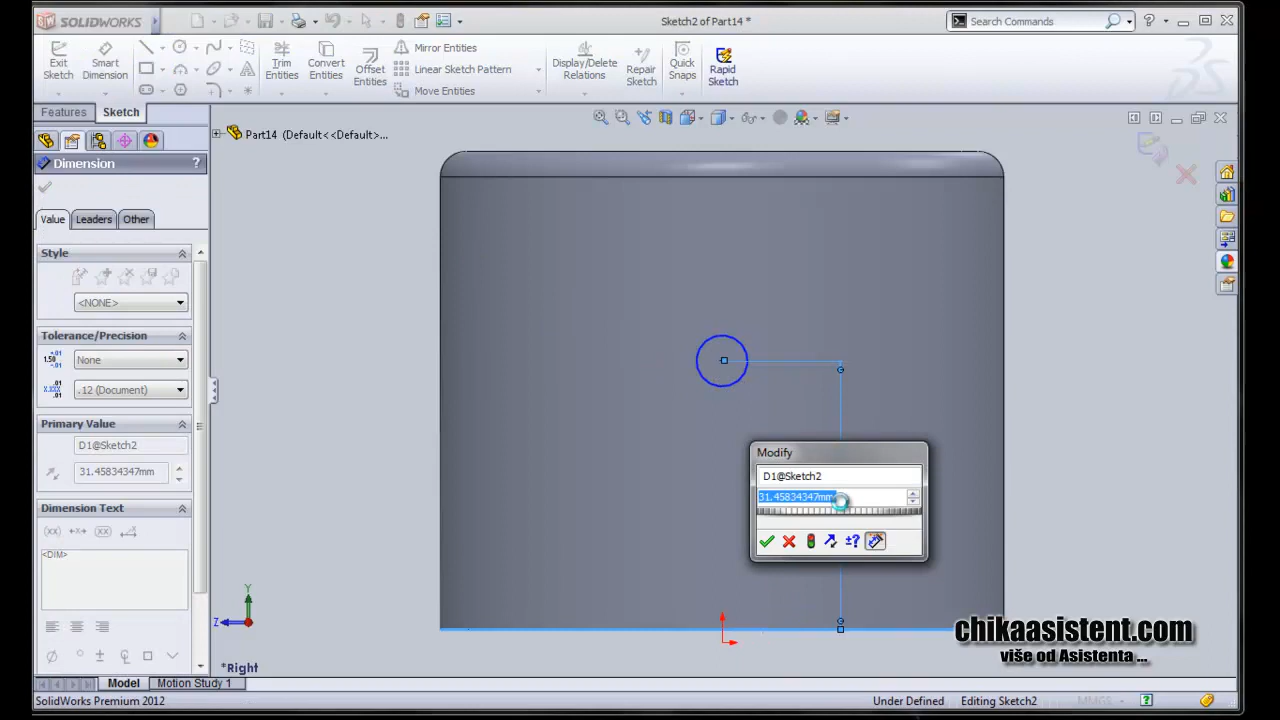 SOLIDWORKS
Sketch2 of Part14 *
Search Commands
Exit Sketch
Smart Dimension
Trim Entities
Convert Entities
Offset Entities
Mirror Entities
Linear Sketch Pattern
Move Entities
Display/Delete Relations
Repair Sketch
Quick Snaps
Rapid Sketch
Features
Sketch
Part14 (Default<<Default>...
Dimension
?
Value
Leaders
Other
Style
<NONE>
Tolerance/Precision
None
.12 (Document)
Primary Value
D1@Sketch2
31.45834347mm
Dimension Text
<DIM>
Modify
D1@Sketch2
31.45834347mm
Y
Z
*Right
chikaasistent.com
više od Asistenta ...
Model
Motion Study 1
SolidWorks Premium 2012
Under Defined
Editing Sketch2
MMGS